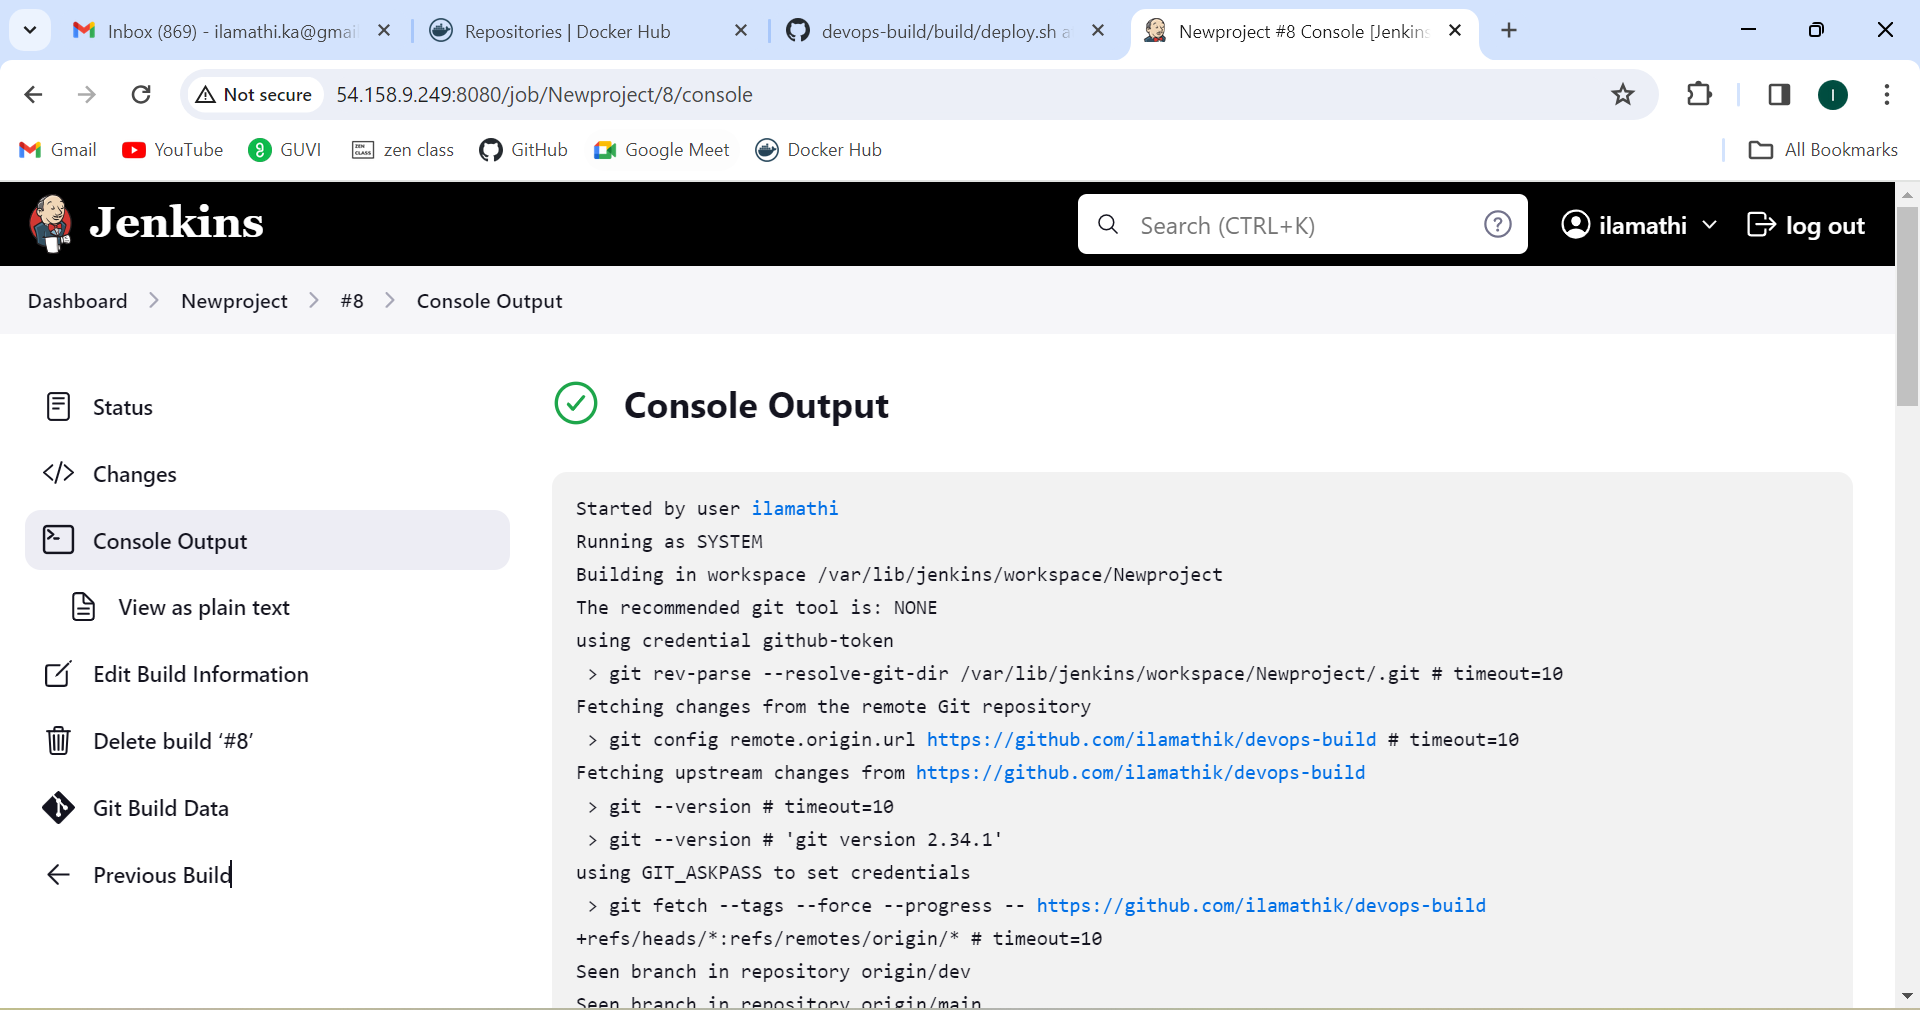 Inbox (869) - ilamathi.ka@gmai
Repositories | Docker Hub
devops-build/build/deploy.sh a
Newproject #8 Console [Jenkins
Not secure
54.158.9.249:8080/job/Newproject/8/console
I
Gmail
YouTube
GUVI
ZEN CLASS
zen class
GitHub
Google Meet
Docker Hub
All Bookmarks
Jenkins
Search (CTRL+K)
?
ilamathi
log out
Dashboard
Newproject
#8
Console Output
Status
Changes
Console Output
View as plain text
Edit Build Information
Delete build ‘#8’
Git Build Data
Previous Build
Console Output
Started by user ilamathi
Running as SYSTEM
Building in workspace /var/lib/jenkins/workspace/Newproject
The recommended git tool is: NONE
using credential github-token
 > git rev-parse --resolve-git-dir /var/lib/jenkins/workspace/Newproject/.git # timeout=10
Fetching changes from the remote Git repository
 > git config remote.origin.url https://github.com/ilamathik/devops-build # timeout=10
Fetching upstream changes from https://github.com/ilamathik/devops-build
 > git --version # timeout=10
 > git --version # 'git version 2.34.1'
using GIT_ASKPASS to set credentials
 > git fetch --tags --force --progress -- https://github.com/ilamathik/devops-build
+refs/heads/*:refs/remotes/origin/* # timeout=10
Seen branch in repository origin/dev
Seen branch in repository origin/main